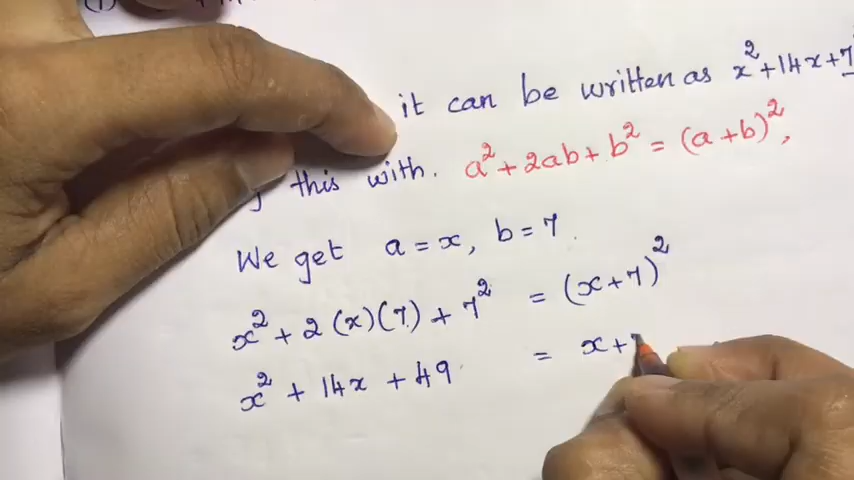 it can be written as x² + 14x + 7
this with. a² + 2ab + b² = (a + b)²,
We get a = x, b = 7.
x² + 2 (x) (7) + 7² = (x + 7)²
x² + 14x + 49 = x +